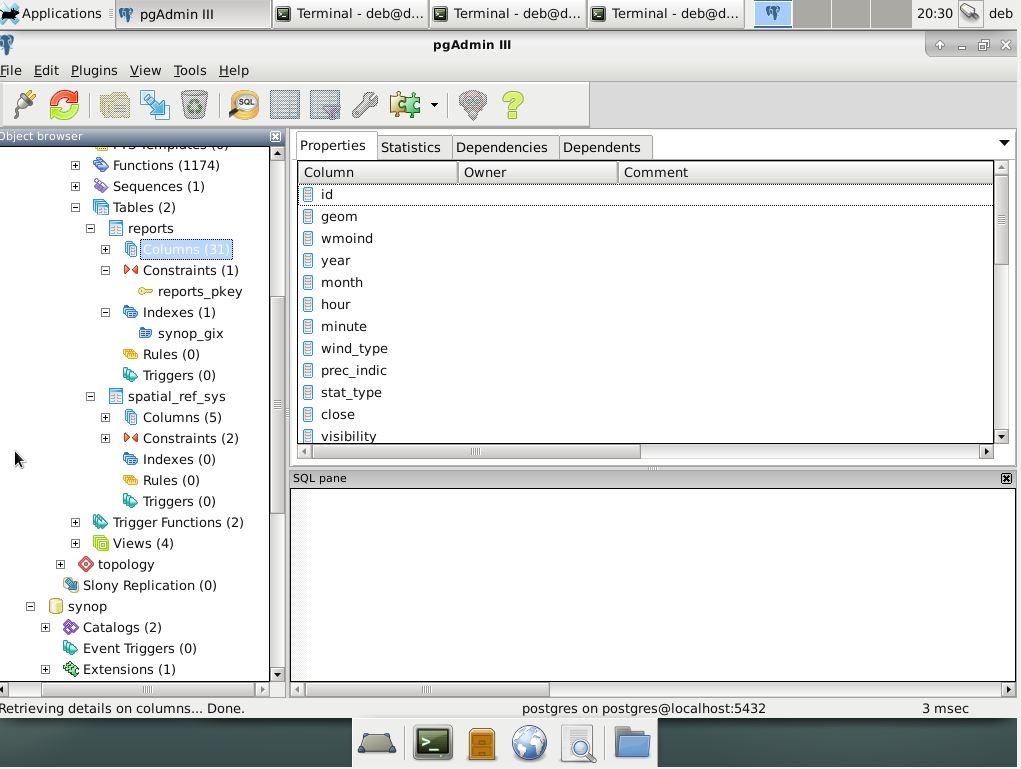 Applications
pgAdmin III
Terminal - deb@d...
Terminal - deb@d...
Terminal - deb@d...
20:30
deb
pgAdmin III
File Edit Plugins View Tools Help
SQL
Object browser
FTS Templates (0)
Functions (1174)
Sequences (1)
Tables (2)
reports
Columns (31)
Constraints (1)
reports_pkey
Indexes (1)
synop_gix
Rules (0)
Triggers (0)
spatial_ref_sys
Columns (5)
Constraints (2)
Indexes (0)
Rules (0)
Triggers (0)
Trigger Functions (2)
Views (4)
topology
Slony Replication (0)
synop
Catalogs (2)
Event Triggers (0)
Extensions (1)
Properties Statistics Dependencies Dependents
Column Owner Comment
id
geom
wmoind
year
month
hour
minute
wind_type
prec_indic
stat_type
close
visibility
SQL pane
Retrieving details on columns... Done.
postgres on postgres@localhost:5432
3 msec